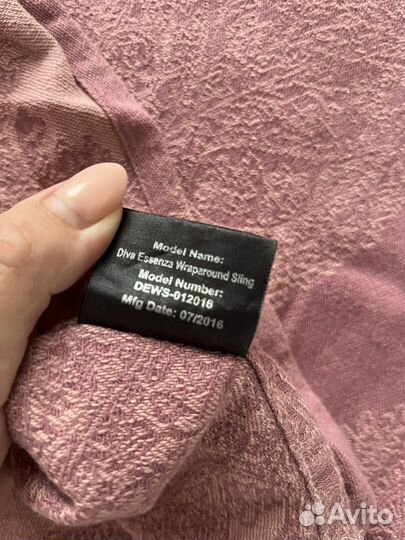 Model Name:
Diva Essenza Wraparound Sling
Model Number:
DEWS-012016
Mfg Date: 07/2016
Avito